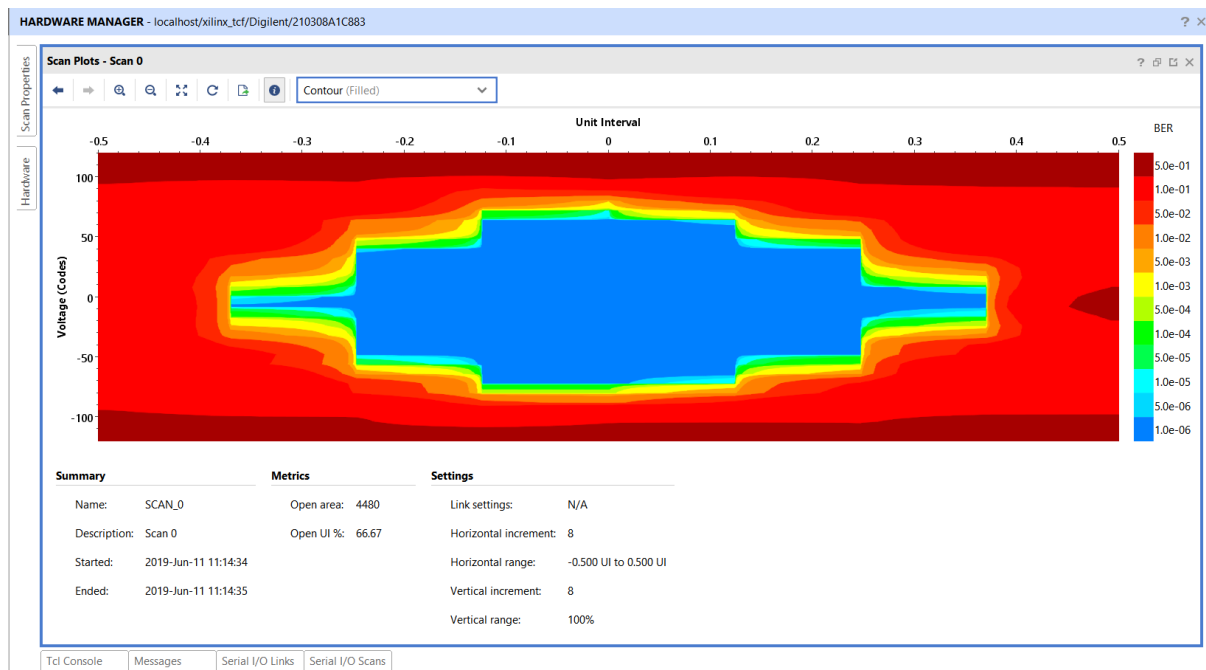 HARDWARE MANAGER - localhost/xilinx_tcf/Digilent/210308A1C883
? ×
Scan Properties
Hardware
Scan Plots - Scan 0
Contour (Filled)
Unit Interval
-0.5 -0.4 -0.3 -0.2 -0.1 0 0.1 0.2 0.3 0.4 0.5
Voltage (Codes)
100
50
0
-50
-100
BER
5.0e-01
1.0e-01
5.0e-02
1.0e-02
5.0e-03
1.0e-03
5.0e-04
1.0e-04
5.0e-05
1.0e-05
5.0e-06
1.0e-06
Summary
Name: SCAN_0
Description: Scan 0
Started: 2019-Jun-11 11:14:34
Ended: 2019-Jun-11 11:14:35
Metrics
Open area: 4480
Open UI %: 66.67
Settings
Link settings: N/A
Horizontal increment: 8
Horizontal range: -0.500 UI to 0.500 UI
Vertical increment: 8
Vertical range: 100%
Tcl Console Messages Serial I/O Links Serial I/O Scans